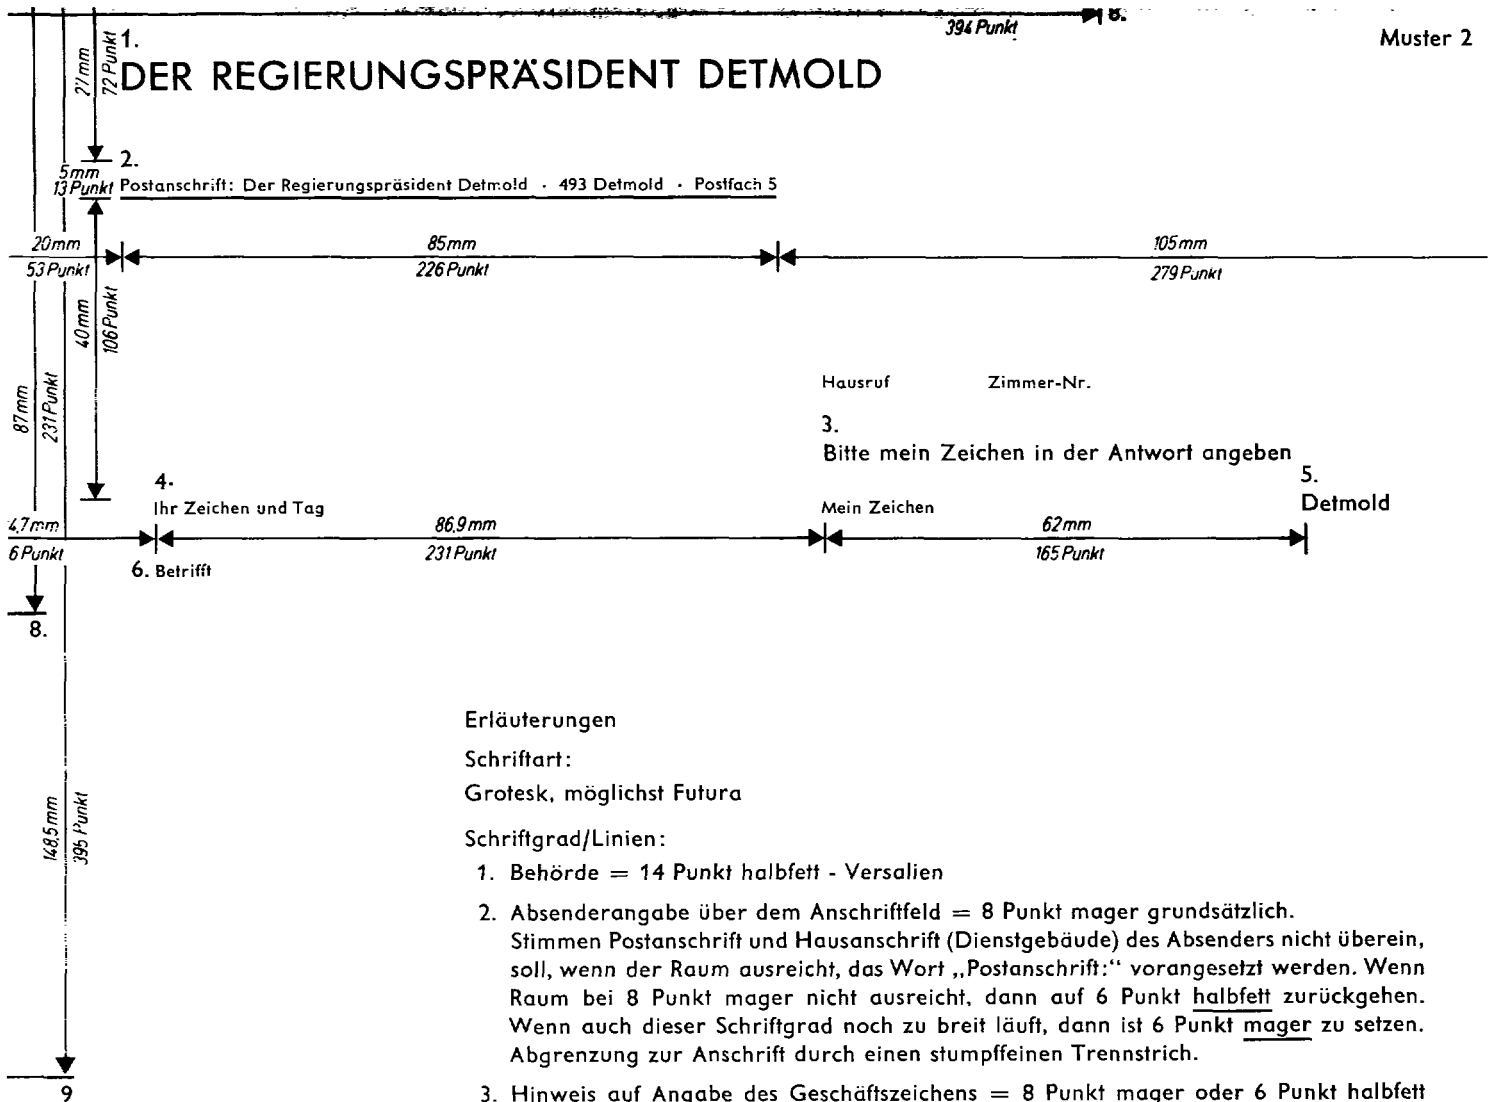 394 Punkt
8.
Muster 2
1.
27mm
72 Punkt
DER REGIERUNGSPRÄSIDENT DETMOLD
2.
5mm
13 Punkt
Postanschrift: Der Regierungspräsident Detmold · 493 Detmold · Postfach 5
20mm
53 Punkt
85mm
226 Punkt
105mm
279 Punkt
40mm
106 Punkt
87mm
231 Punkt
Hausruf Zimmer-Nr.
3.
Bitte mein Zeichen in der Antwort angeben
4.
5.
Ihr Zeichen und Tag
Mein Zeichen
Detmold
4,7mm
6 Punkt
86,9mm
231 Punkt
62mm
165 Punkt
6. Betrifft
8.
Erläuterungen
Schriftart:
Grotesk, möglichst Futura
148,5mm
395 Punkt
Schriftgrad/Linien:
1. Behörde = 14 Punkt halbfett - Versalien
2. Absenderangabe über dem Anschriftfeld = 8 Punkt mager grundsätzlich.
Stimmen Postanschrift und Hausanschrift (Dienstgebäude) des Absenders nicht überein,
soll, wenn der Raum ausreicht, das Wort „Postanschrift:“ vorangesetzt werden. Wenn
Raum bei 8 Punkt mager nicht ausreicht, dann auf 6 Punkt halbfett zurückgehen.
Wenn auch dieser Schriftgrad noch zu breit läuft, dann ist 6 Punkt mager zu setzen.
Abgrenzung zur Anschrift durch einen stumpffeinen Trennstrich.
9
3. Hinweis auf Angabe des Geschäftszeichens = 8 Punkt mager oder 6 Punkt halbfett